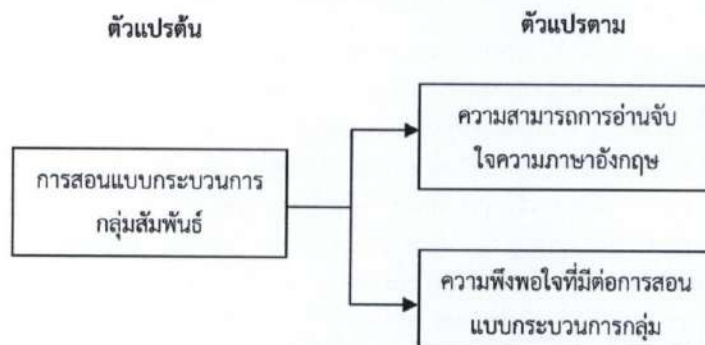 ตัวแปรต้น
ตัวแปรตาม
การสอนแบบกระบวนการ
กลุ่มสัมพันธ์
ความสามารถการอ่านจับ
ใจความภาษาอังกฤษ
ความพึงพอใจที่มีต่อการสอน
แบบกระบวนการกลุ่ม